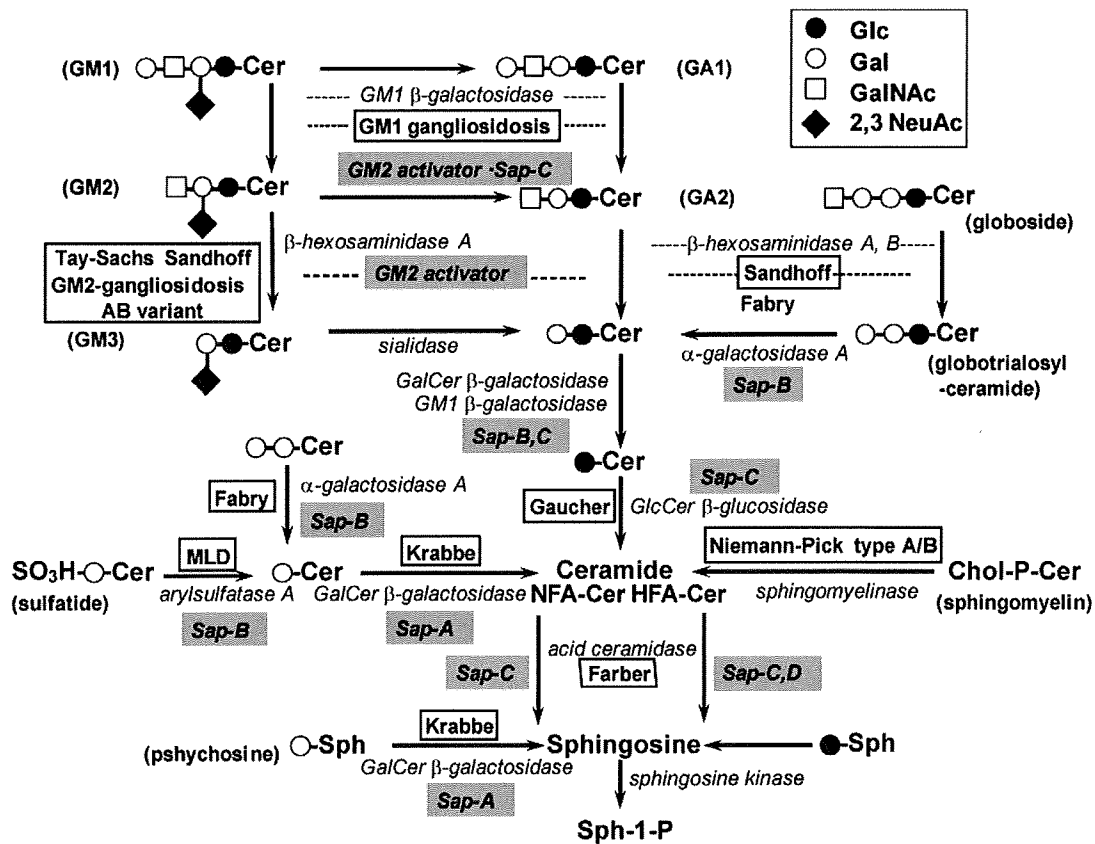 Glc
Gal
GalNAc
2,3 NeuAc
(GM1)
Cer
Cer
(GA1)
GM1 β-galactosidase
GM1 gangliosidosis
GM2 activator ·Sap-C
(GM2)
Cer
Cer
(GA2)
Cer
(globoside)
β-hexosaminidase A
β-hexosaminidase A, B
Tay-Sachs Sandhoff
GM2-gangliosidosis
AB variant
GM2 activator
Sandhoff
Fabry
(GM3)
Cer
sialidase
Cer
α-galactosidase A
Cer
(globotrialosyl
-ceramide)
Sap-B
GalCer β-galactosidase
GM1 β-galactosidase
Sap-B,C
Cer
Cer
Sap-C
Fabry
α-galactosidase A
Gaucher
GlcCer β-glucosidase
Sap-B
MLD
Krabbe
Niemann-Pick type A/B
SO3H- -Cer
Cer
Ceramide
Chol-P-Cer
(sulfatide)
arylsulfatase A
GalCer β-galactosidase
NFA-Cer HFA-Cer
sphingomyelinase
(sphingomyelin)
Sap-B
Sap-A
acid ceramidase
Sap-C
Farber
Sap-C,D
Krabbe
(pshychosine)
Sph
Sphingosine
Sph
GalCer β-galactosidase
sphingosine kinase
Sap-A
Sph-1-P